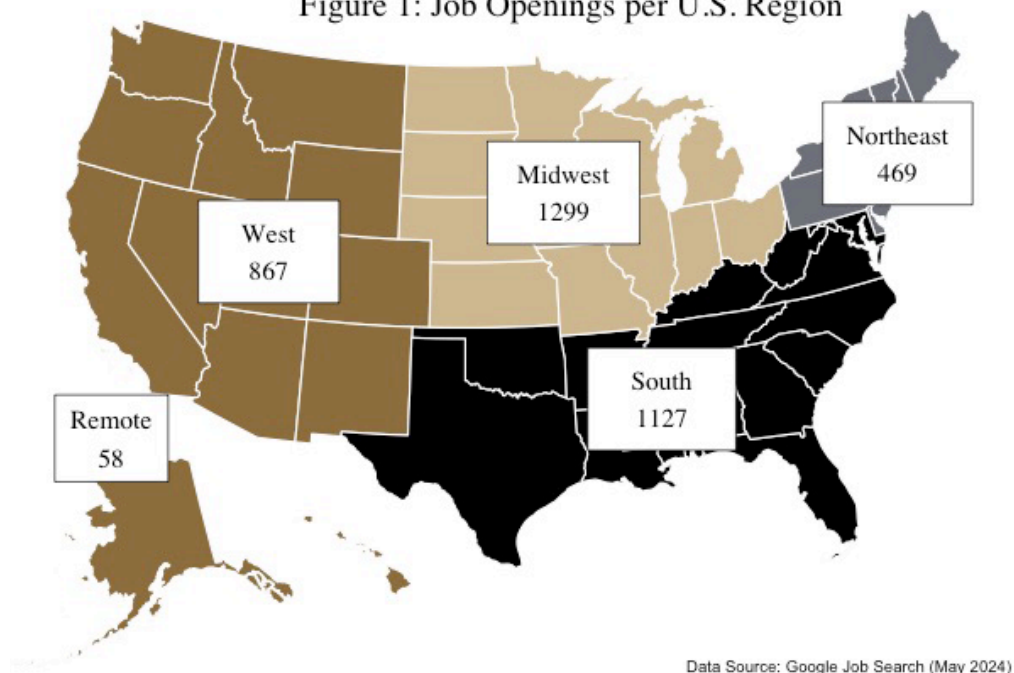 Figure 1: Job Openings per U.S. Region
Northeast
469
Midwest
1299
West
867
South
1127
Remote
58
Data Source: Google Job Search (May 2024)